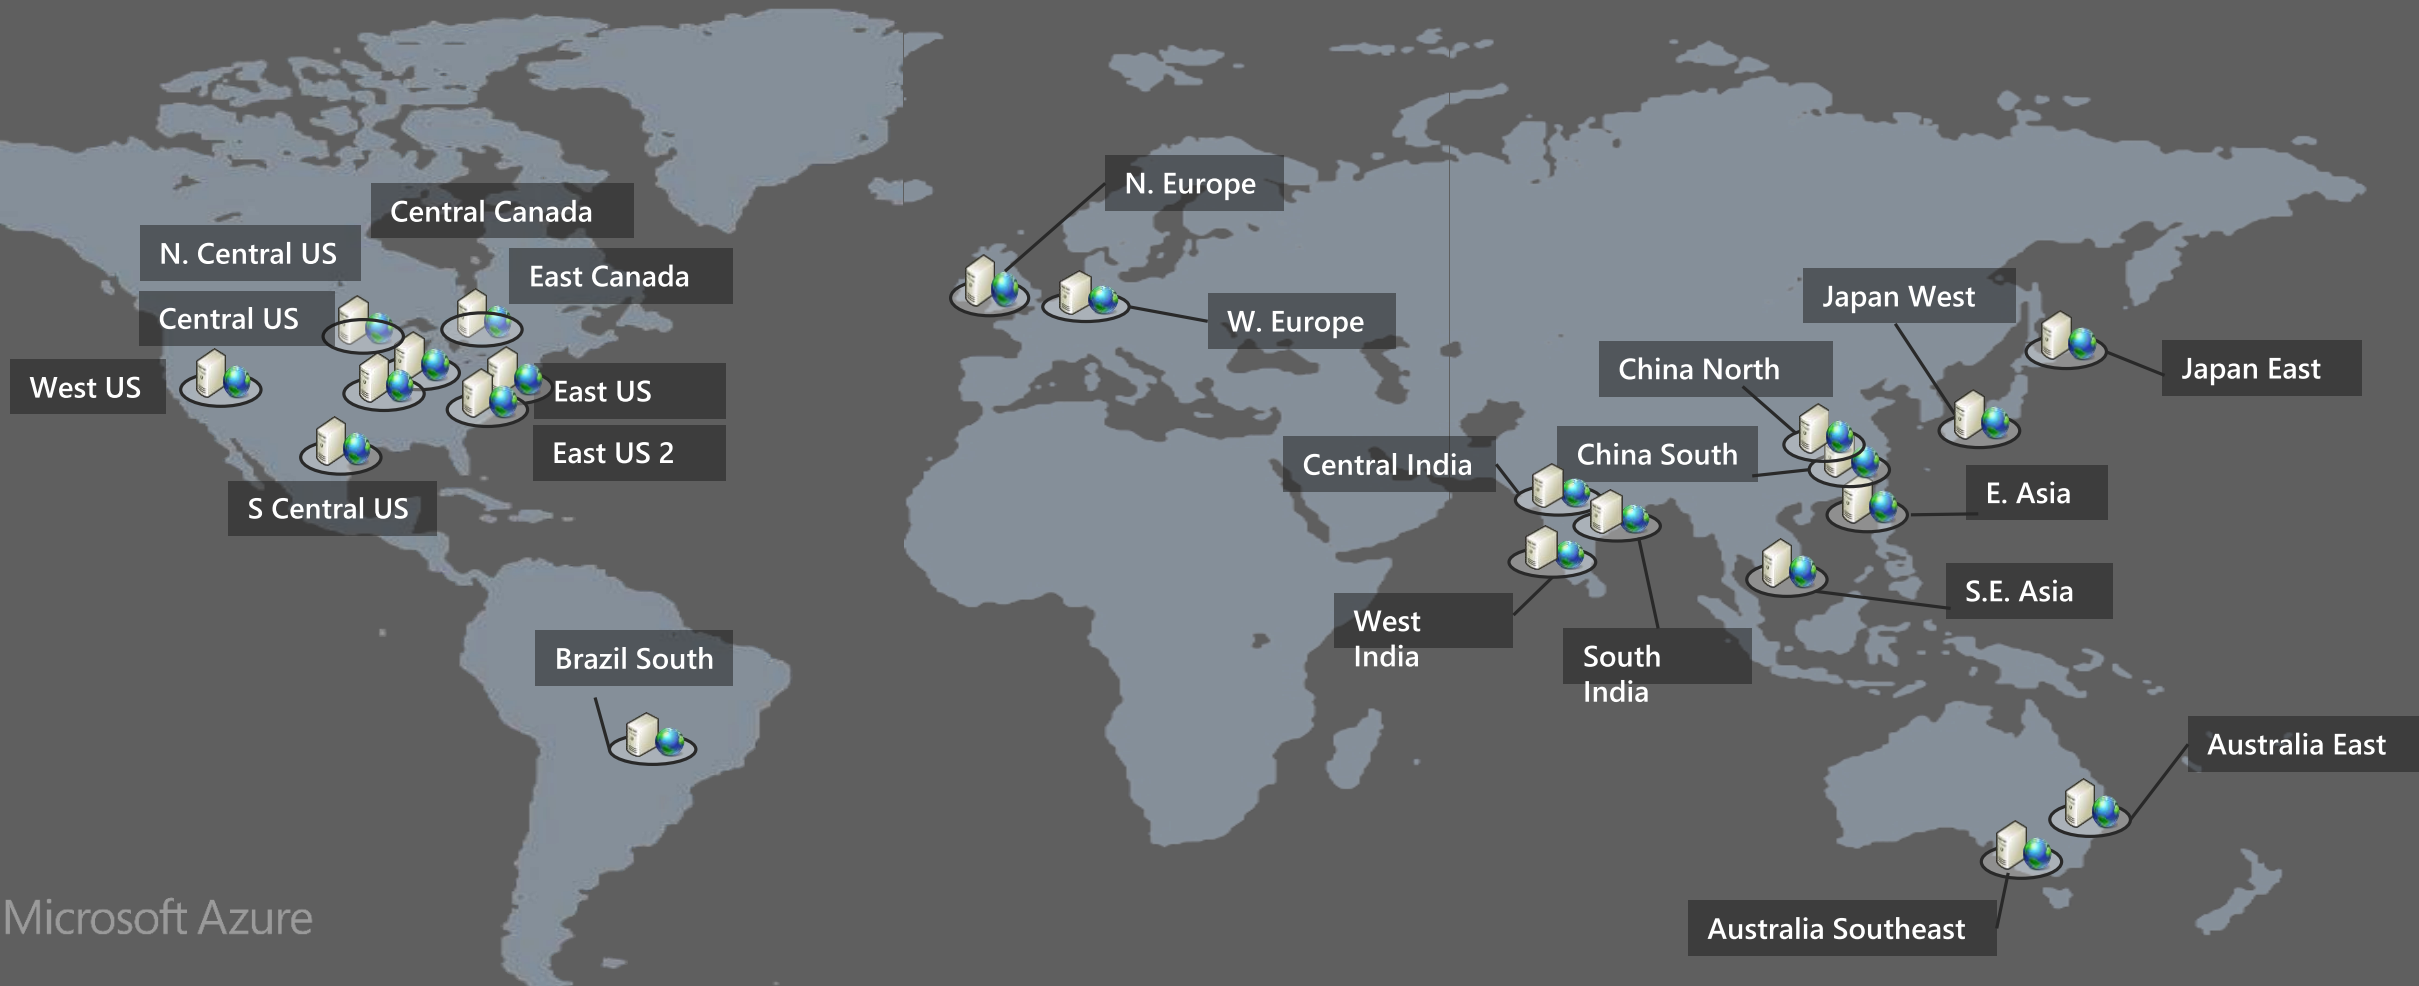 Central Canada
N. Central US
East Canada
Central US
West US
East US
East US 2
S Central US
Brazil South
N. Europe
W. Europe
Japan West
Japan East
China North
China South
Central India
E. Asia
S.E. Asia
West
India
South
India
Australia East
Australia Southeast
Microsoft Azure